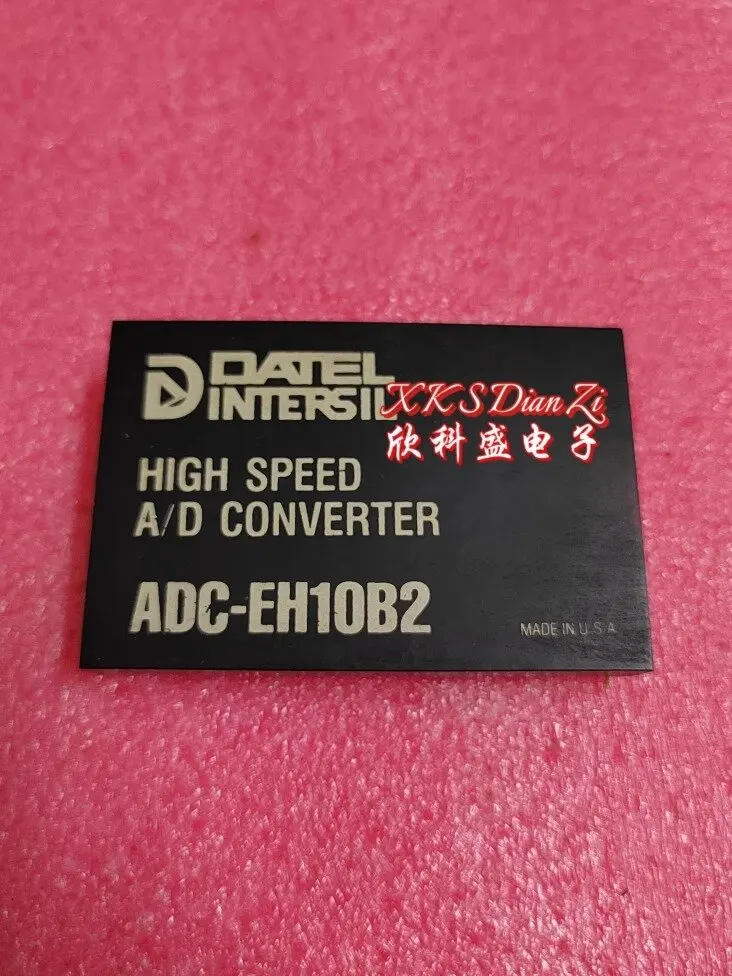 DATEL
INTERSIL
XKS DianZi
欣科盛电子
HIGH SPEED
A/D CONVERTER
ADC-EH10B2
MADE IN U.S.A